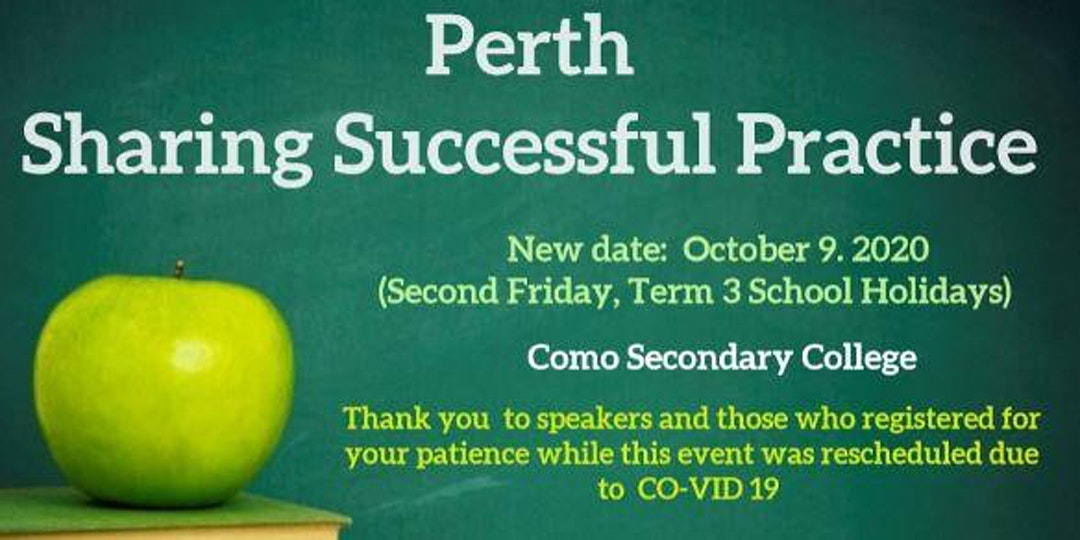 Perth
Sharing Successful Practice
New date:  October 9. 2020
(Second Friday, Term 3 School Holidays)
Como Secondary College
Thank you  to speakers and those who registered for
your patience while this event was rescheduled due
to  CO-VID 19